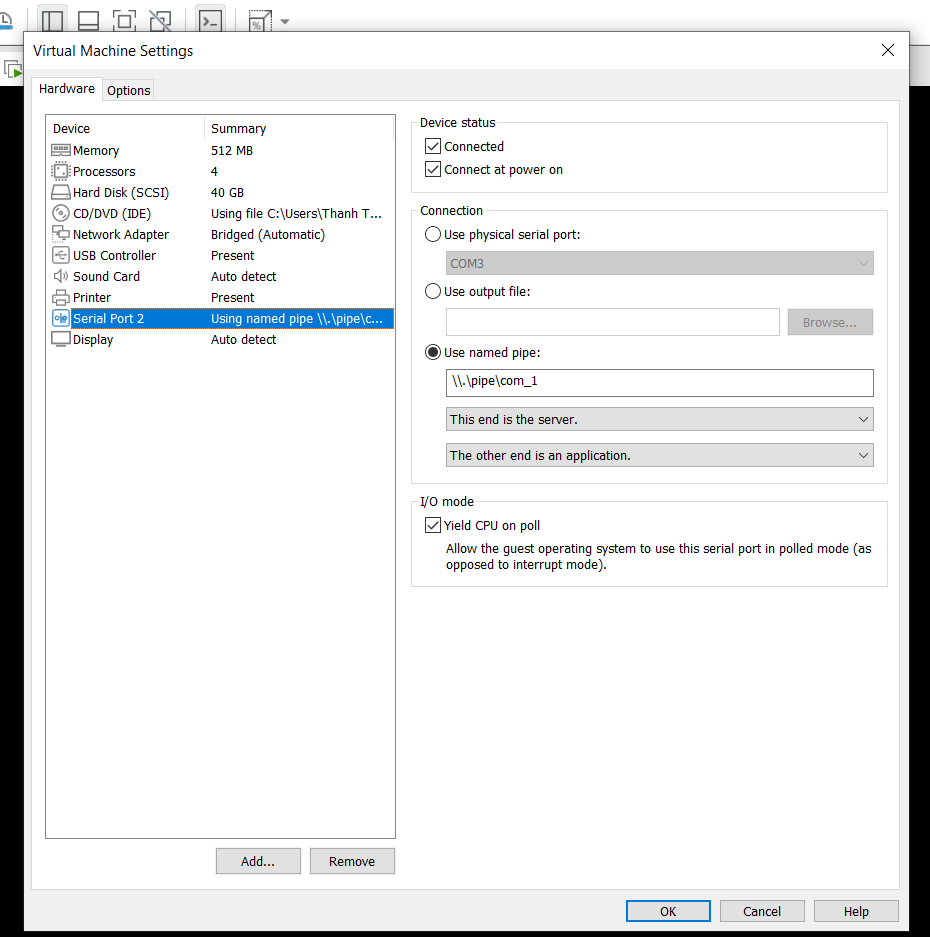 Virtual Machine Settings
Hardware
Options
Device Summary
Memory 512 MB
Processors 4
Hard Disk (SCSI) 40 GB
CD/DVD (IDE) Using file C:\Users\Thanh T...
Network Adapter Bridged (Automatic)
USB Controller Present
Sound Card Auto detect
Printer Present
Serial Port 2 Using named pipe \\.\pipe\c...
Display Auto detect
Add...
Remove
Device status
Connected
Connect at power on
Connection
Use physical serial port:
COM3
Use output file:
Browse...
Use named pipe:
\\.\pipe\com_1
This end is the server.
The other end is an application.
I/O mode
Yield CPU on poll
Allow the guest operating system to use this serial port in polled mode (as
opposed to interrupt mode).
OK
Cancel
Help